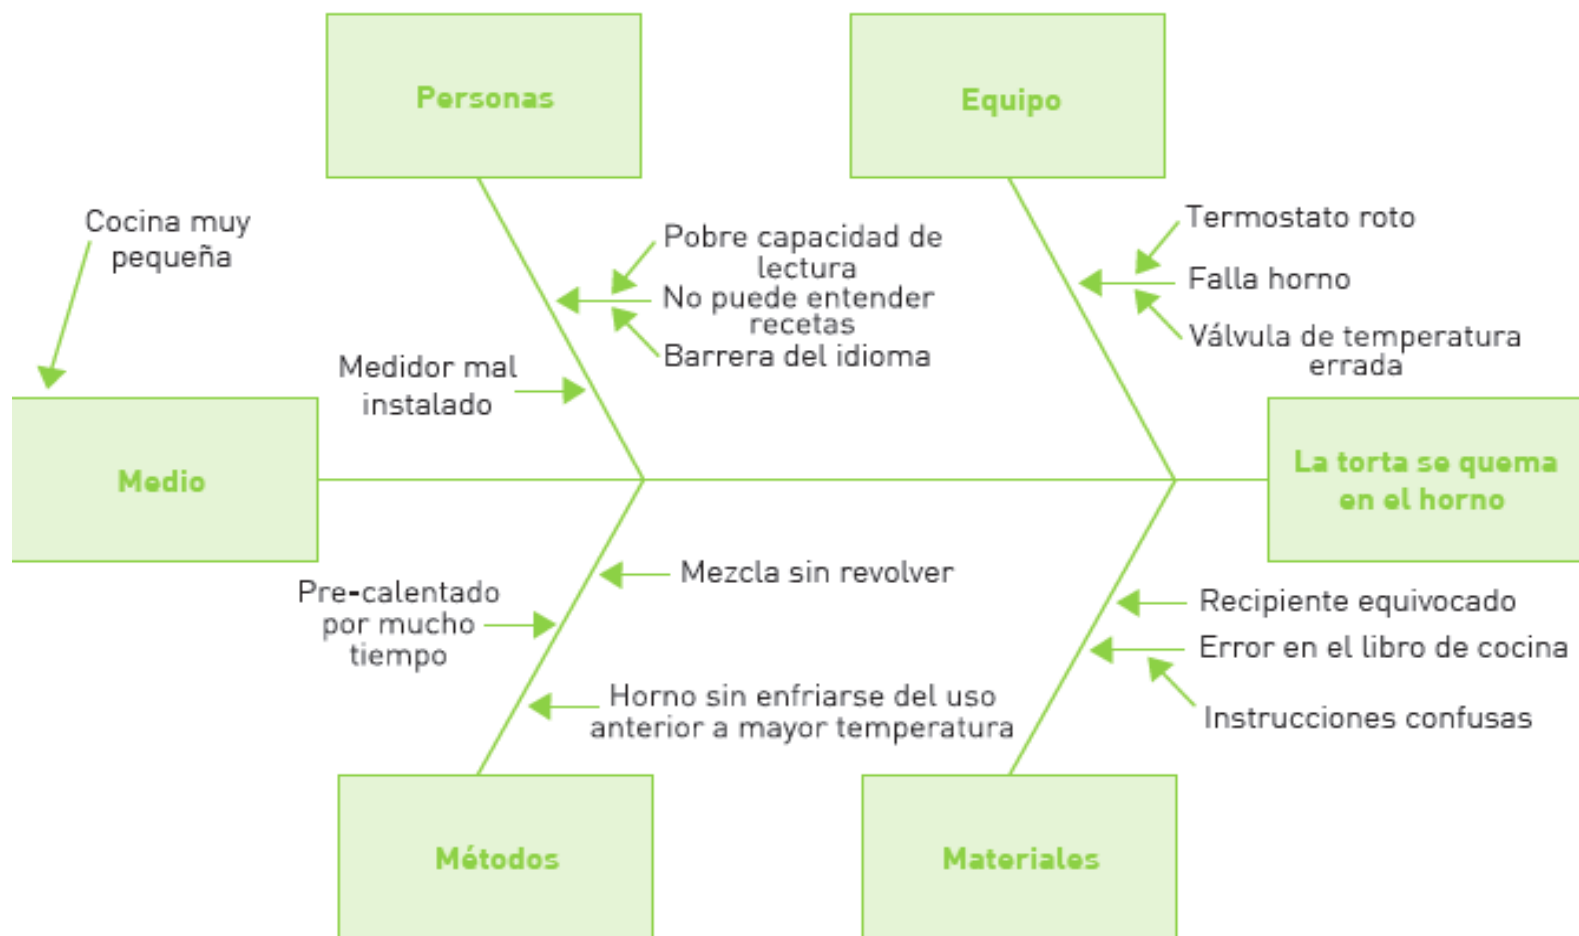 Personas
Equipo
Cocina muy
pequeña
Pobre capacidad de
lectura
No puede entender
recetas
Barrera del idioma
Medidor mal
instalado
Termostato roto
Falla horno
Válvula de temperatura
errada
Medio
La torta se quema
en el horno
Pre-calentado
por mucho
tiempo
Mezcla sin revolver
Horno sin enfriarse del uso
anterior a mayor temperatura
Recipiente equivocado
Error en el libro de cocina
Instrucciones confusas
Métodos
Materiales